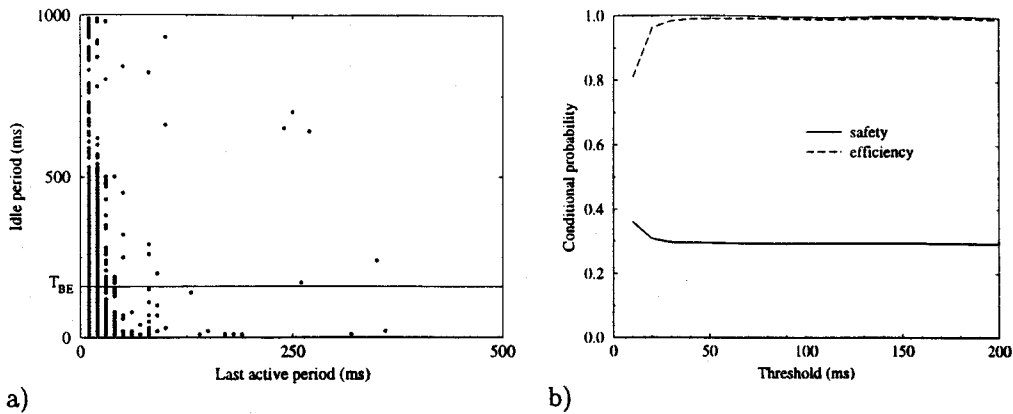 1000
500
T_BE
0
Idle period (ms)
0
250
500
Last active period (ms)
a)
1.0
0.8
0.6
0.4
0.2
0.0
Conditional probability
safety
efficiency
0
50
100
150
200
Threshold (ms)
b)